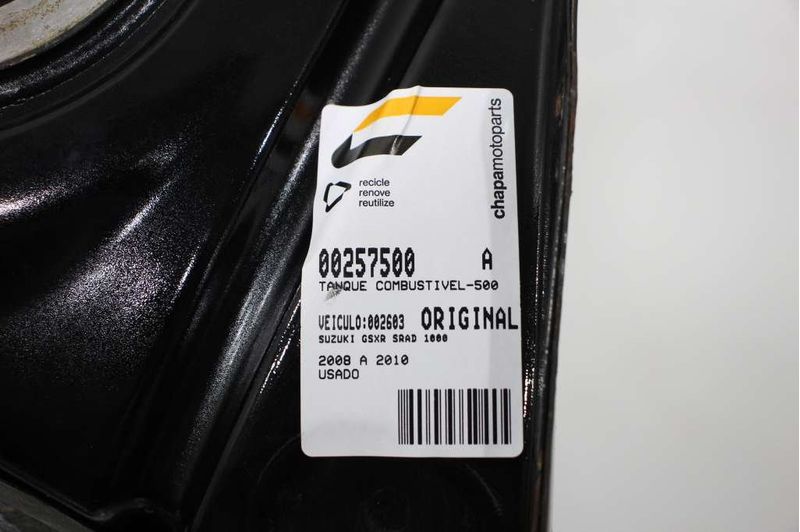 recicle
renove
reutilize
chapamotoparts
00257500 A
TANQUE COMBUSTIVEL-500
VEICULO:002603 ORIGINAL
SUZUKI GSXR SRAD 1000
2008 A 2010
USADO